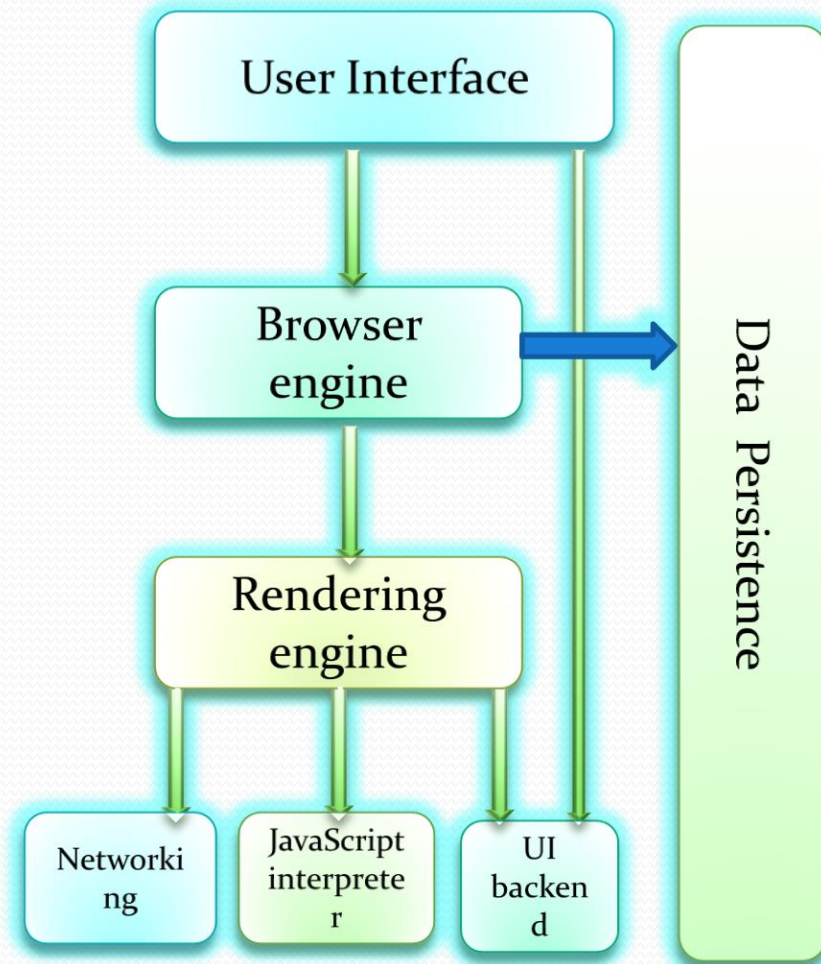 User Interface
Browser
engine
Data Persistence
Rendering
engine
Networki
ng
JavaScript
interprete
r
UI
backen
d